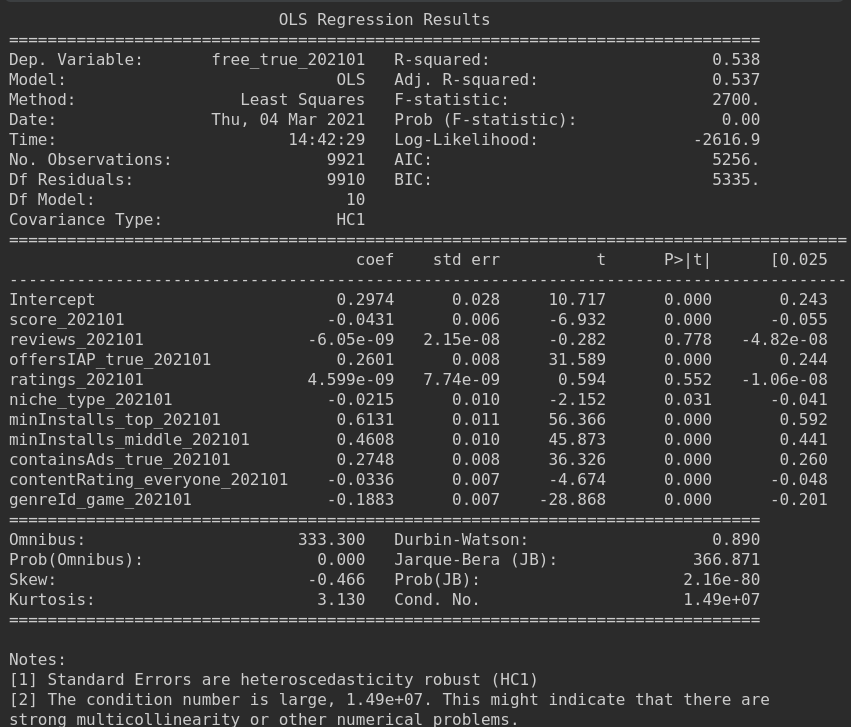 OLS Regression Results
==============================================================================
Dep. Variable:       free_true_202101   R-squared:                       0.538
Model:                            OLS   Adj. R-squared:                  0.537
Method:                 Least Squares   F-statistic:                     2700.
Date:                Thu, 04 Mar 2021   Prob (F-statistic):               0.00
Time:                        14:42:29   Log-Likelihood:                -2616.9
No. Observations:                9921   AIC:                             5256.
Df Residuals:                    9910   BIC:                             5335.
Df Model:                          10
Covariance Type:                  HC1
=======================================================================================
                                    coef    std err          t      P>|t|      [0.025
---------------------------------------------------------------------------------------
Intercept                         0.2974      0.028     10.717      0.000       0.243
score_202101                     -0.0431      0.006     -6.932      0.000      -0.055
reviews_202101                 -6.05e-09   2.15e-08     -0.282      0.778   -4.82e-08
offersIAP_true_202101             0.2601      0.008     31.589      0.000       0.244
ratings_202101                 4.599e-09   7.74e-09      0.594      0.552   -1.06e-08
niche_type_202101                -0.0215      0.010     -2.152      0.031      -0.041
minInstalls_top_202101            0.6131      0.011     56.366      0.000       0.592
minInstalls_middle_202101         0.4608      0.010     45.873      0.000       0.441
containsAds_true_202101           0.2748      0.008     36.326      0.000       0.260
contentRating_everyone_202101    -0.0336      0.007     -4.674      0.000      -0.048
genreId_game_202101              -0.1883      0.007    -28.868      0.000      -0.201
==============================================================================
Omnibus:                      333.300   Durbin-Watson:                   0.890
Prob(Omnibus):                  0.000   Jarque-Bera (JB):              366.871
Skew:                          -0.466   Prob(JB):                     2.16e-80
Kurtosis:                       3.130   Cond. No.                     1.49e+07
==============================================================================

Notes:
[1] Standard Errors are heteroscedasticity robust (HC1)
[2] The condition number is large, 1.49e+07. This might indicate that there are
strong multicollinearity or other numerical problems.